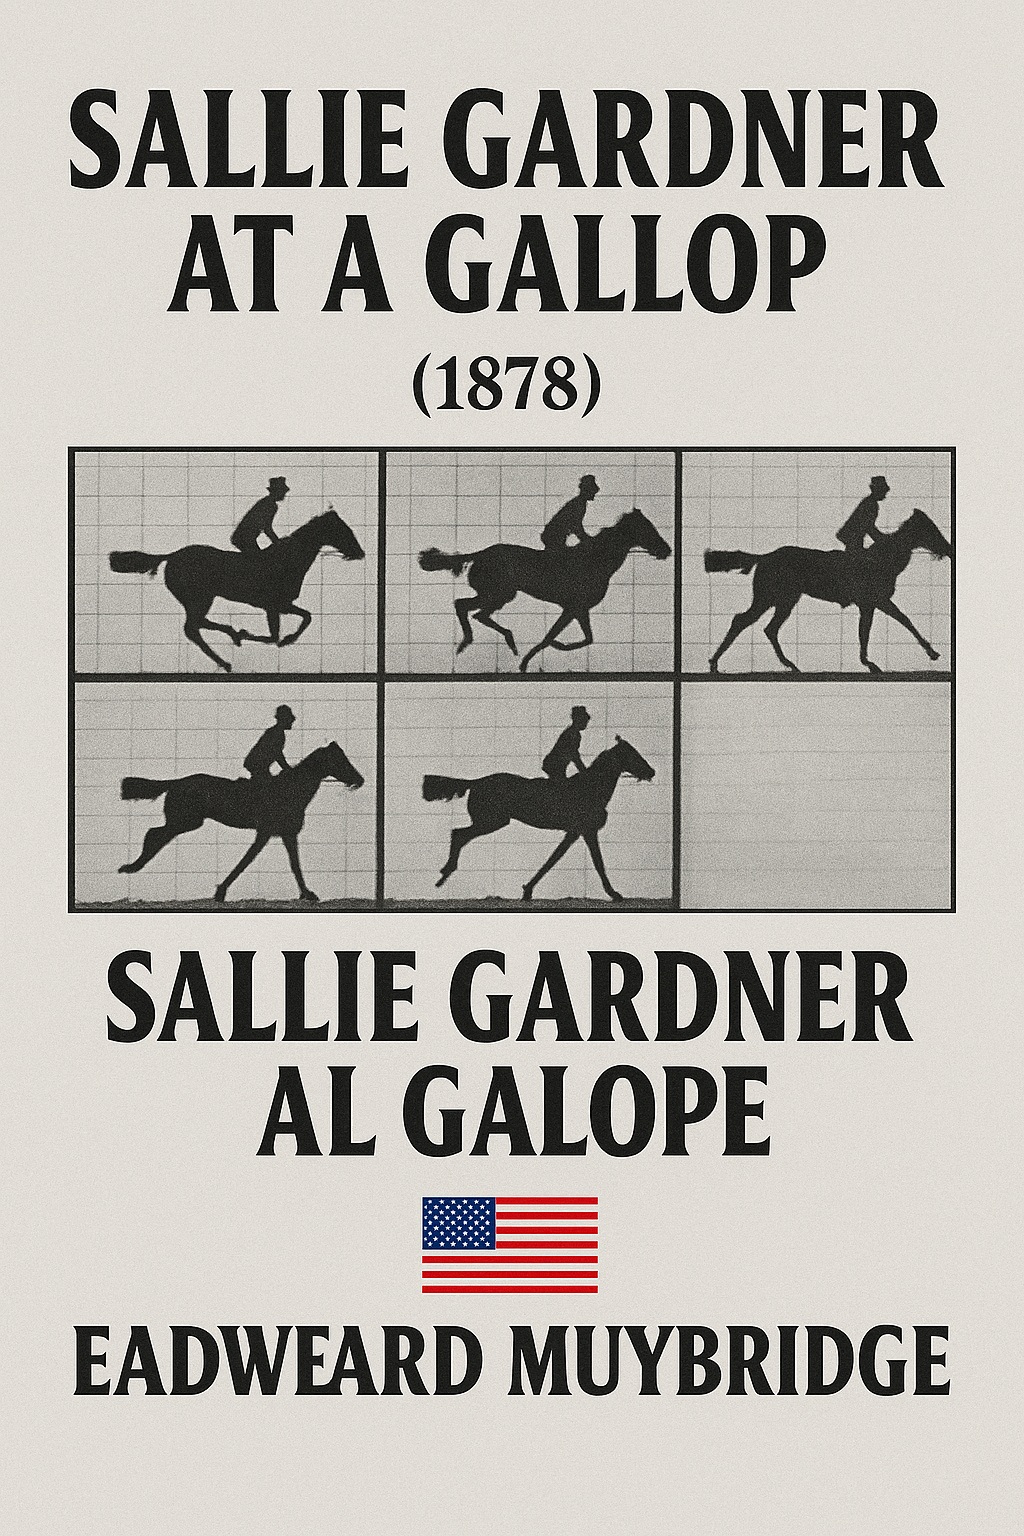 SALLIE GARDNER
AT A GALLOP
(1878)
SALLIE GARDNER
AL GALOPE
EADWEARD MUYBRIDGE